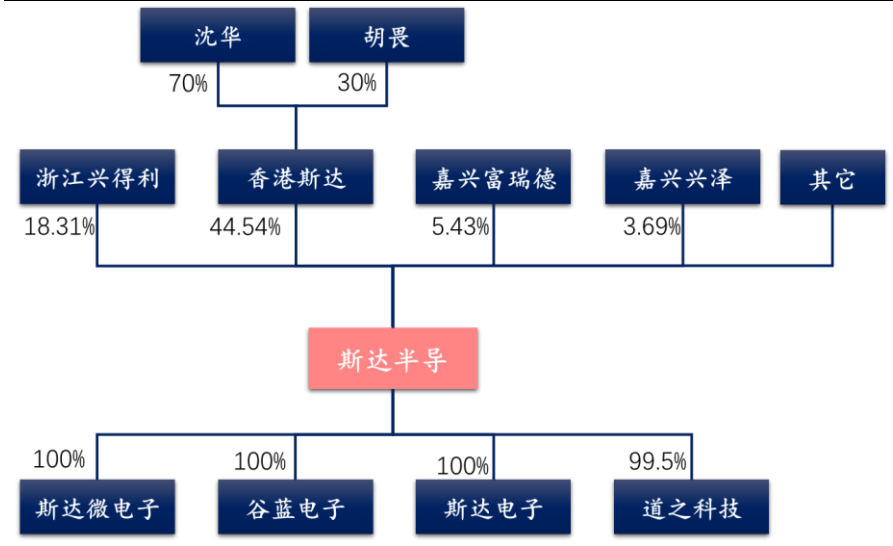 沈华 胡畏
70% 30%
浙江兴得利 香港斯达 嘉兴富瑞德 嘉兴兴泽 其它
18.31% 44.54% 5.43% 3.69%
斯达半导
100% 100% 100% 99.5%
斯达微电子 谷蓝电子 斯达电子 道之科技